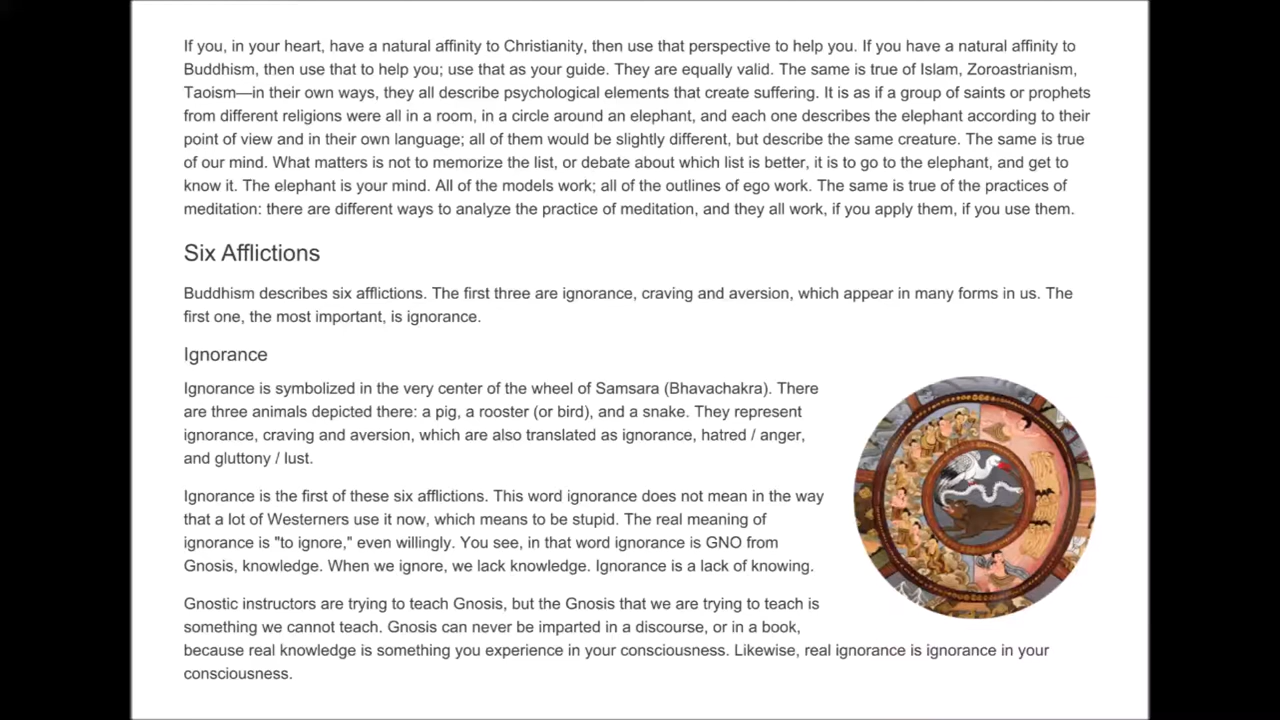 If you, in your heart, have a natural affinity to Christianity, then use that perspective to help you. If you have a natural affinity to
Buddhism, then use that to help you; use that as your guide. They are equally valid. The same is true of Islam, Zoroastrianism,
Taoism—in their own ways, they all describe psychological elements that create suffering. It is as if a group of saints or prophets
from different religions were all in a room, in a circle around an elephant, and each one describes the elephant according to their
point of view and in their own language; all of them would be slightly different, but describe the same creature. The same is true
of our mind. What matters is not to memorize the list, or debate about which list is better, it is to go to the elephant, and get to
know it. The elephant is your mind. All of the models work; all of the outlines of ego work. The same is true of the practices of
meditation: there are different ways to analyze the practice of meditation, and they all work, if you apply them, if you use them.
Six Afflictions
Buddhism describes six afflictions. The first three are ignorance, craving and aversion, which appear in many forms in us. The
first one, the most important, is ignorance.
Ignorance
Ignorance is symbolized in the very center of the wheel of Samsara (Bhavachakra). There
are three animals depicted there: a pig, a rooster (or bird), and a snake. They represent
ignorance, craving and aversion, which are also translated as ignorance, hatred / anger,
and gluttony / lust.
Ignorance is the first of these six afflictions. This word ignorance does not mean in the way
that a lot of Westerners use it now, which means to be stupid. The real meaning of
ignorance is "to ignore," even willingly. You see, in that word ignorance is GNO from
Gnosis, knowledge. When we ignore, we lack knowledge. Ignorance is a lack of knowing.
Gnostic instructors are trying to teach Gnosis, but the Gnosis that we are trying to teach is
something we cannot teach. Gnosis can never be imparted in a discourse, or in a book,
because real knowledge is something you experience in your consciousness. Likewise, real ignorance is ignorance in your
consciousness.